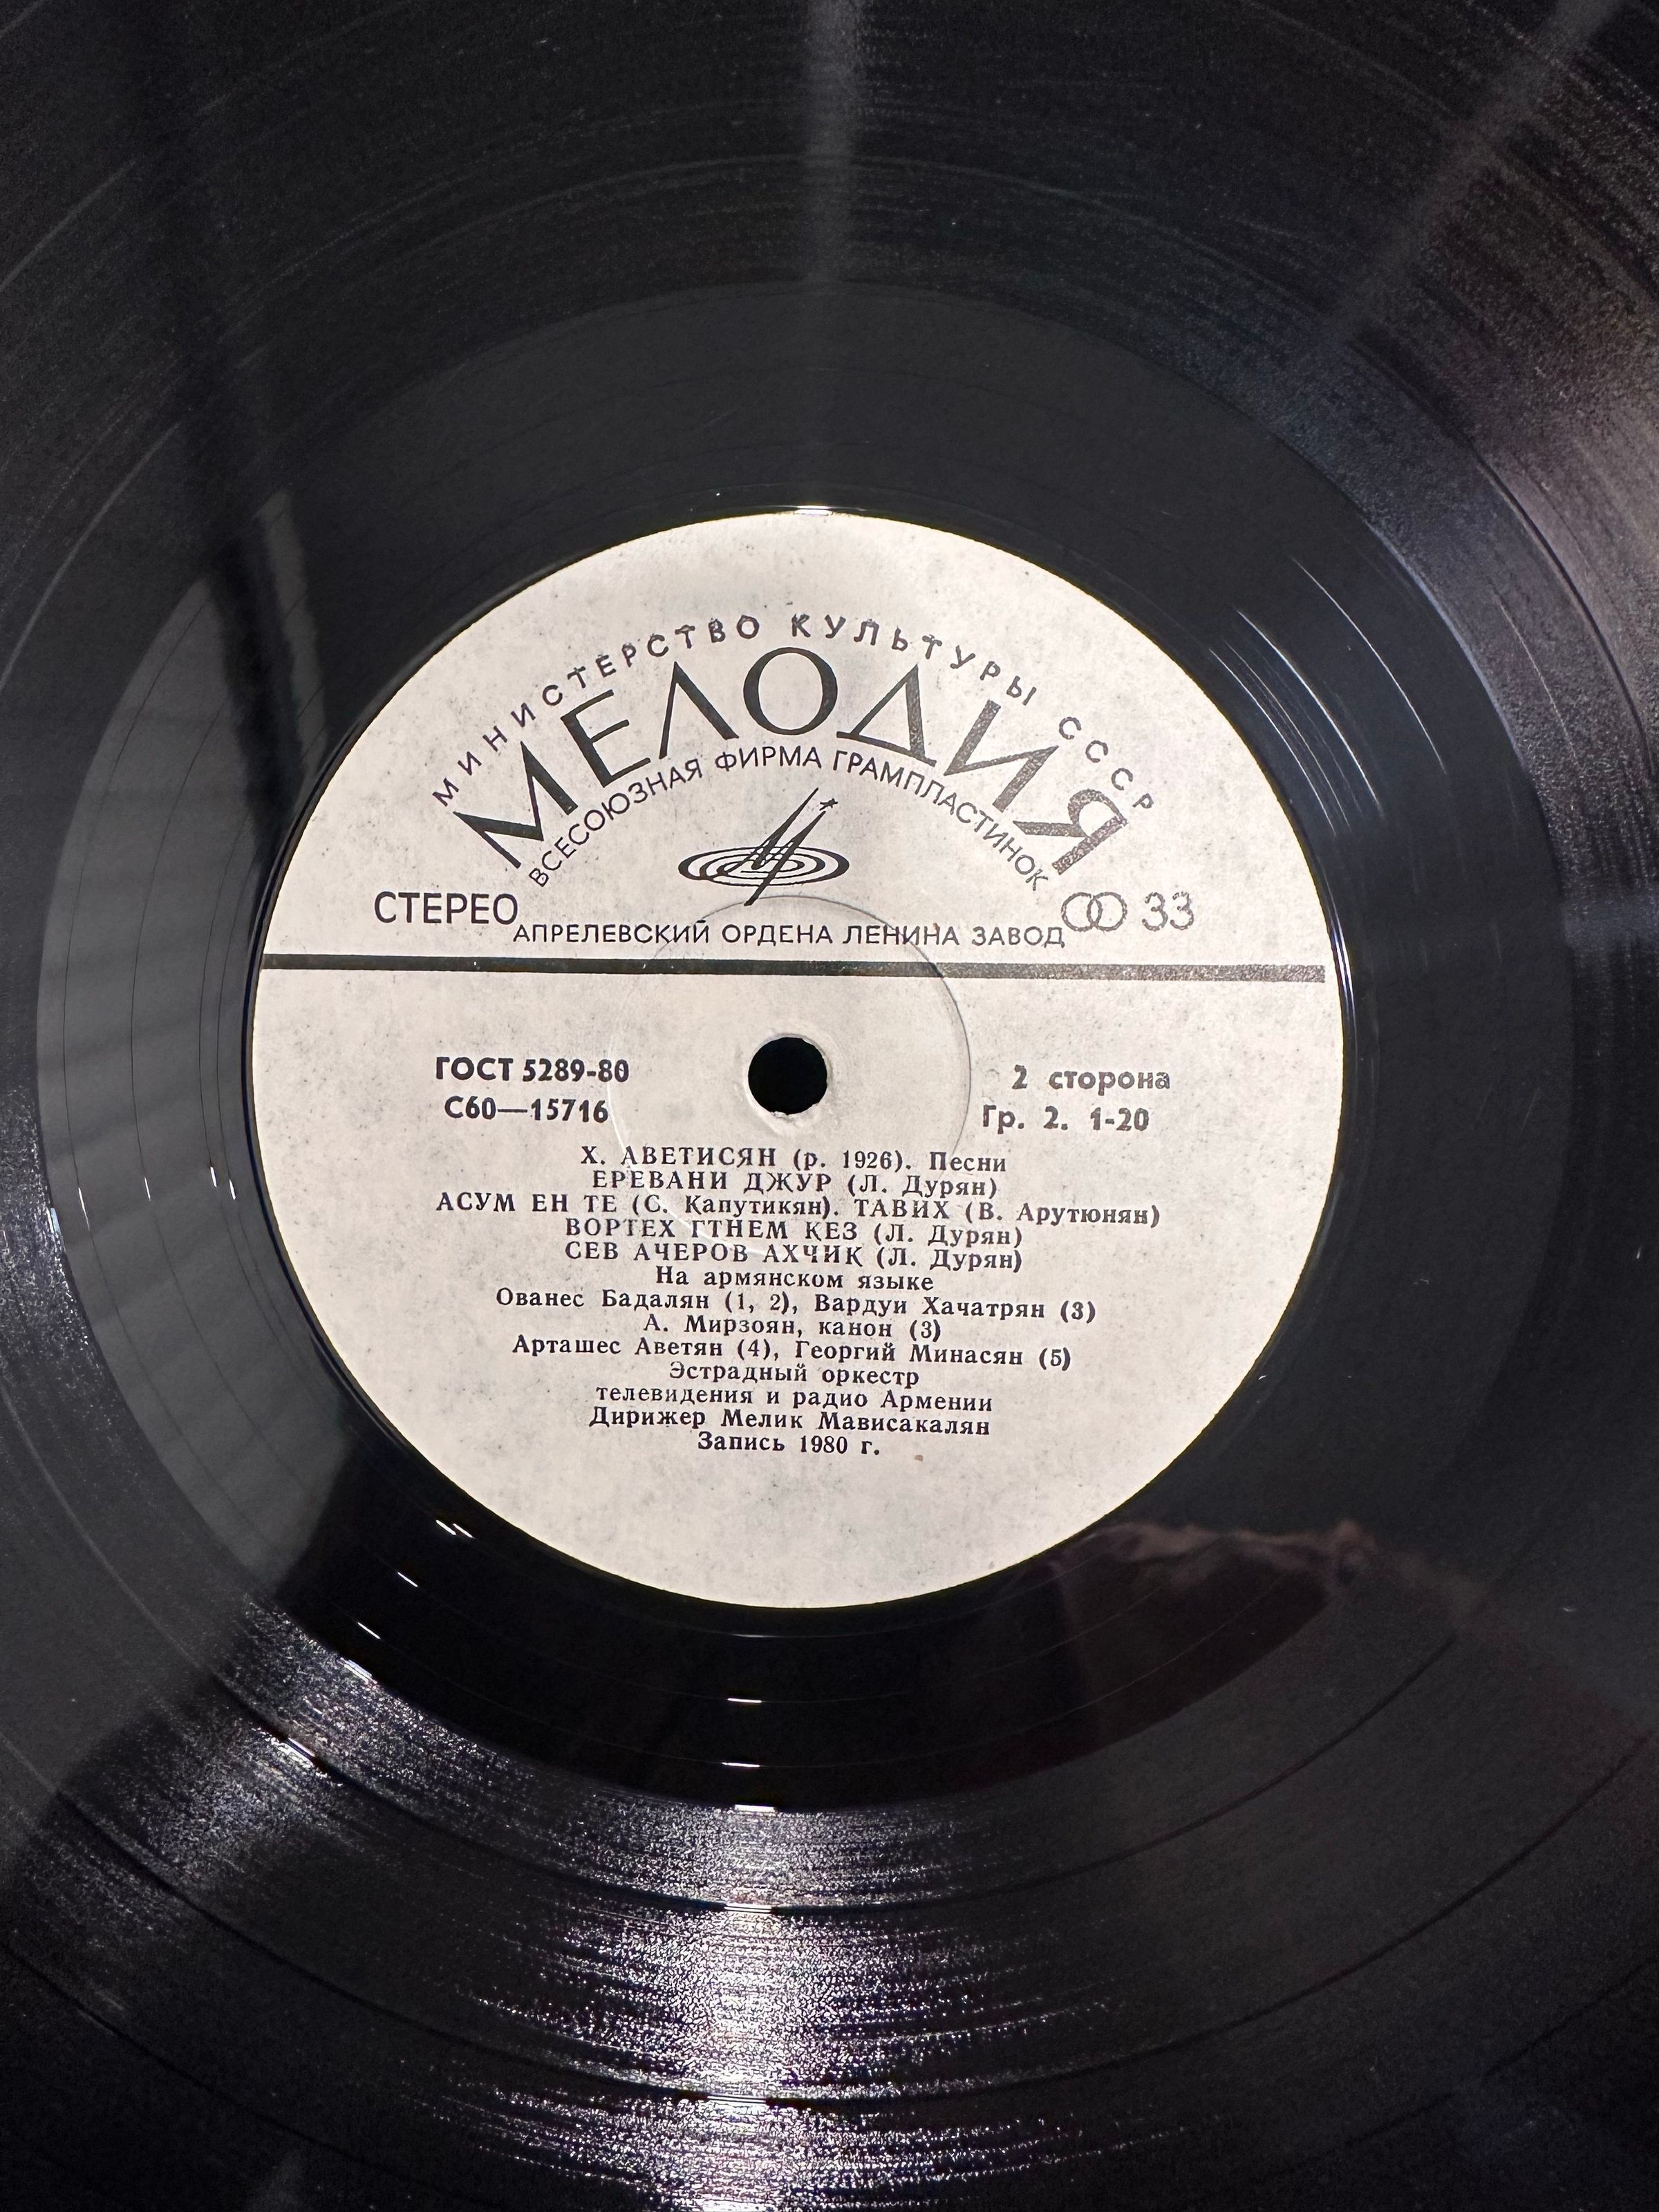 МИНИСТЕРСТВО КУЛЬТУРЫ СССР
МЕЛОДИЯ
ВСЕСОЮЗНАЯ ФИРМА ГРАМПЛАСТИНОК
СТЕРЕО
33
АПРЕЛЕВСКИЙ ОРДЕНА ЛЕНИНА ЗАВОД
ГОСТ 5289-80
С60—15716
2 сторона
Гр. 2. 1-20
Х. АВЕТИСЯН (р. 1926). Песни
ЕРЕВАНИ ДЖУР (Л. Дурян)
АСУМ ЕН ТЕ (С. Капутикян). ТАВИХ (В. Арутюнян)
ВОРТЕХ ГТНЕМ КЕЗ (Л. Дурян)
СЕВ АЧЕРОВ АХЧИК (Л. Дурян)
На армянском языке
Ованес Бадалян (1, 2), Вардуи Хачатрян (3)
А. Мирзоян, канон (3)
Арташес Аветян (4), Георгий Минасян (5)
Эстрадный оркестр
телевидения и радио Армении
Дирижер Мелик Мависакалян
Запись 1980 г.